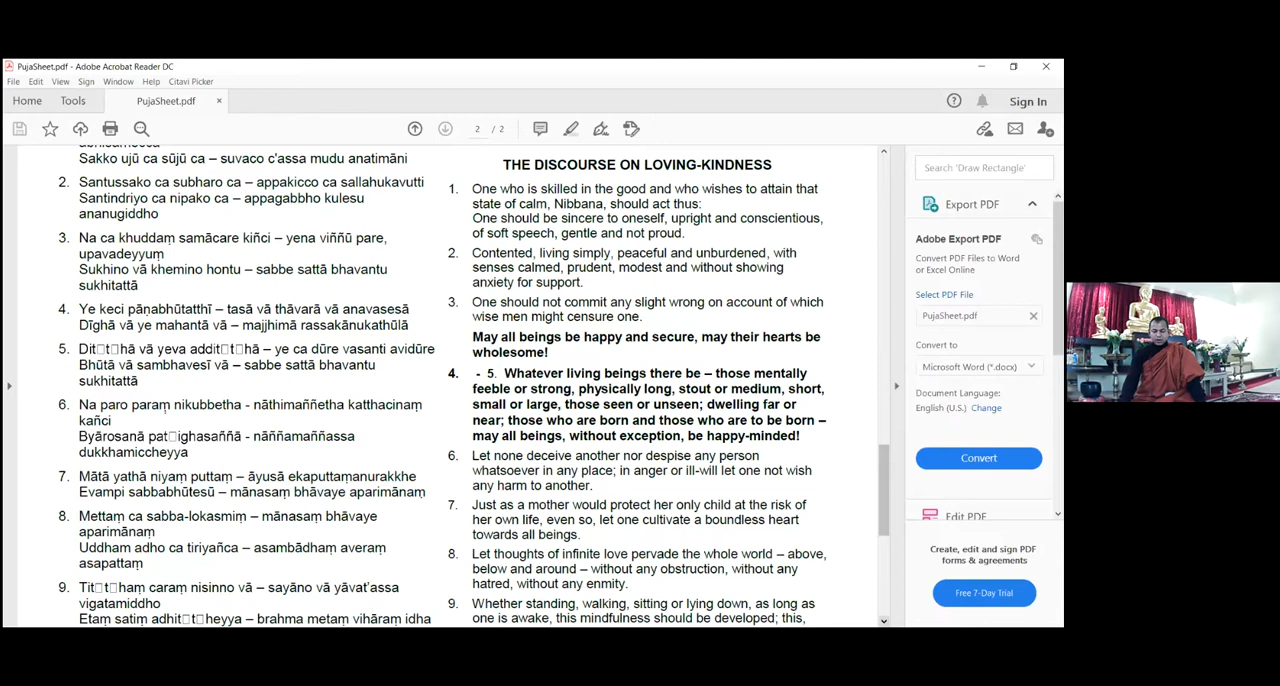 PujaSheet.pdf - Adobe Acrobat Reader DC
File Edit View Sign Window Help Citavi Picker
Home Tools PujaSheet.pdf × Sign In
2 / 2
Sakko ujū ca sūjū ca – suvaco c'assa mudu anatimāni
2. Santussako ca subharo ca – appakicco ca sallahukavutti
Santindriyo ca nipako ca – appagabbho kulesu
ananugiddho
3. Na ca khuddaṃ samācare kiñci – yena viññū pare,
upavadeyyuṃ
Sukhino vā khemino hontu – sabbe sattā bhavantu
sukhitattā
4. Ye keci pāṇabhūtatthī – tasā vā thāvarā vā anavasesā
Dīghā vā ye mahantā vā – majjhimā rassakānukathūlā
5. Dit□t□hā vā yeva addit□t□hā – ye ca dūre vasanti avidūre
Bhūtā vā sambhavesī vā – sabbe sattā bhavantu
sukhitattā
6. Na paro paraṃ nikubbetha - nāthimaññetha katthacinaṃ
kañci
Byārosanā pat□ighasaññā - nāññamaññassa
dukkhamiccheyya
7. Mātā yathā niyaṃ puttaṃ – āyusā ekaputtamanurakkhe
Evampi sabbabhūtesū – mānasaṃ bhāvaye aparimānaṃ
8. Mettaṃ ca sabba-lokasmiṃ – mānasaṃ bhāvaye
aparimānaṃ
Uddham adho ca tiriyañca – asambādhaṃ averaṃ
asapattaṃ
9. Tit□t□haṃ caraṃ nisinno vā – sayāno vā yāvat'assa
vigatamiddho
Etaṃ satiṃ adhit□t□heyya – brahma metaṃ vihāraṃ idha
THE DISCOURSE ON LOVING-KINDNESS
1. One who is skilled in the good and who wishes to attain that
state of calm, Nibbana, should act thus:
One should be sincere to oneself, upright and conscientious,
of soft speech, gentle and not proud.
2. Contented, living simply, peaceful and unburdened, with
senses calmed, prudent, modest and without showing
anxiety for support.
3. One should not commit any slight wrong on account of which
wise men might censure one.
May all beings be happy and secure, may their hearts be
wholesome!
4. - 5. Whatever living beings there be – those mentally
feeble or strong, physically long, stout or medium, short,
small or large, those seen or unseen; dwelling far or
near; those who are born and those who are to be born –
may all beings, without exception, be happy-minded!
6. Let none deceive another nor despise any person
whatsoever in any place; in anger or ill-will let one not wish
any harm to another.
7. Just as a mother would protect her only child at the risk of
her own life, even so, let one cultivate a boundless heart
towards all beings.
8. Let thoughts of infinite love pervade the whole world – above,
below and around – without any obstruction, without any
hatred, without any enmity.
9. Whether standing, walking, sitting or lying down, as long as
one is awake, this mindfulness should be developed; this,
Search 'Draw Rectangle'
Export PDF
Adobe Export PDF
Convert PDF Files to Word
or Excel Online
Select PDF File
PujaSheet.pdf
Convert to
Microsoft Word (*.docx)
Document Language:
English (U.S.) Change
Convert
Edit PDF
Create, edit and sign PDF
forms & agreements
Free 7-Day Trial